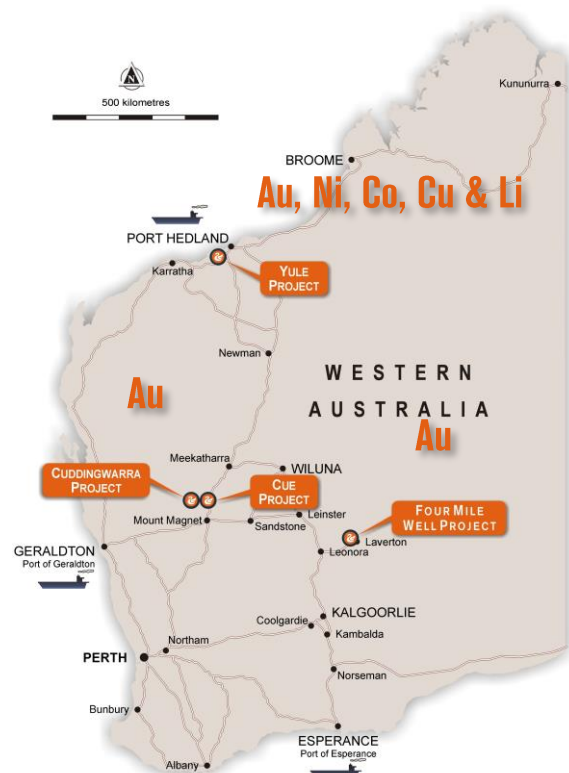 N
500 kilometres
Kununurra
BROOME
Au, Ni, Co, Cu & Li
PORT HEDLAND
Karratha
YULE
PROJECT
Newman
WESTERN
AUSTRALIA
Au
Au
Meekatharra
WILUNA
CUDDINGWARRA
PROJECT
CUE
PROJECT
Mount Magnet
Sandstone
Leinster
FOUR MILE
WELL PROJECT
Laverton
Leonora
GERALDTON
Port of Geraldton
KALGOORLIE
Coolgardie
Kambalda
Northam
PERTH
Norseman
Bunbury
ESPERANCE
Port of Esperance
Albany